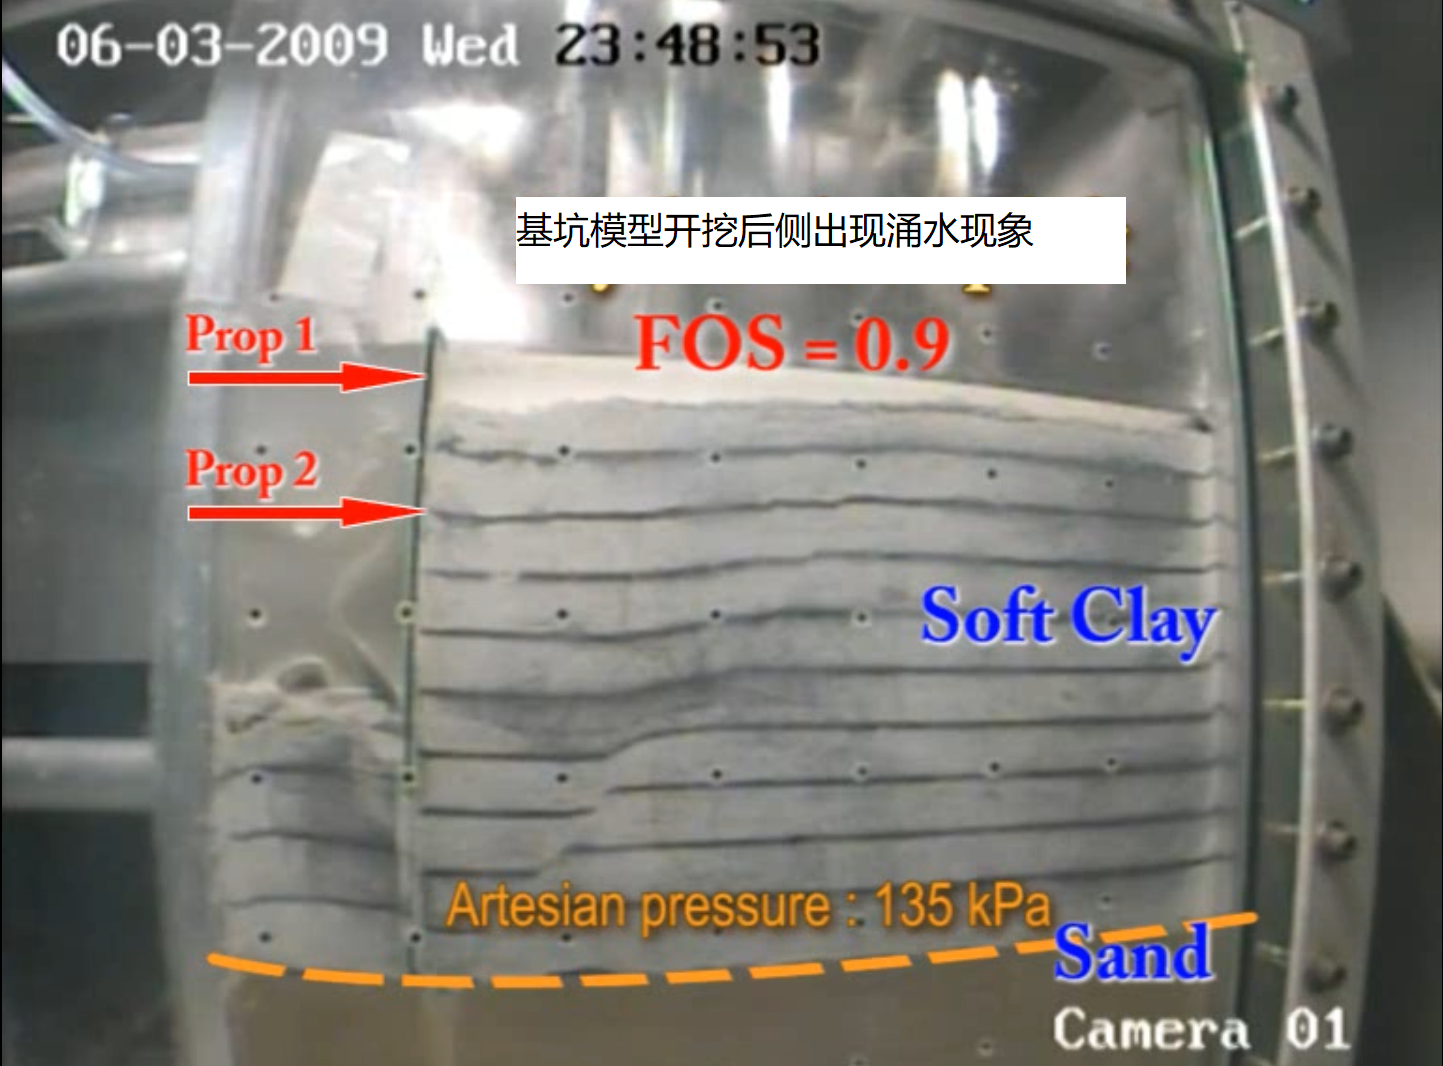 06-03-2009 Wed 23:48:53
基坑模型开挖后侧出现涌水现象
Prop 1
FOS = 0.9
Prop 2
Soft Clay
Artesian pressure : 135 kPa
Sand
Camera 01